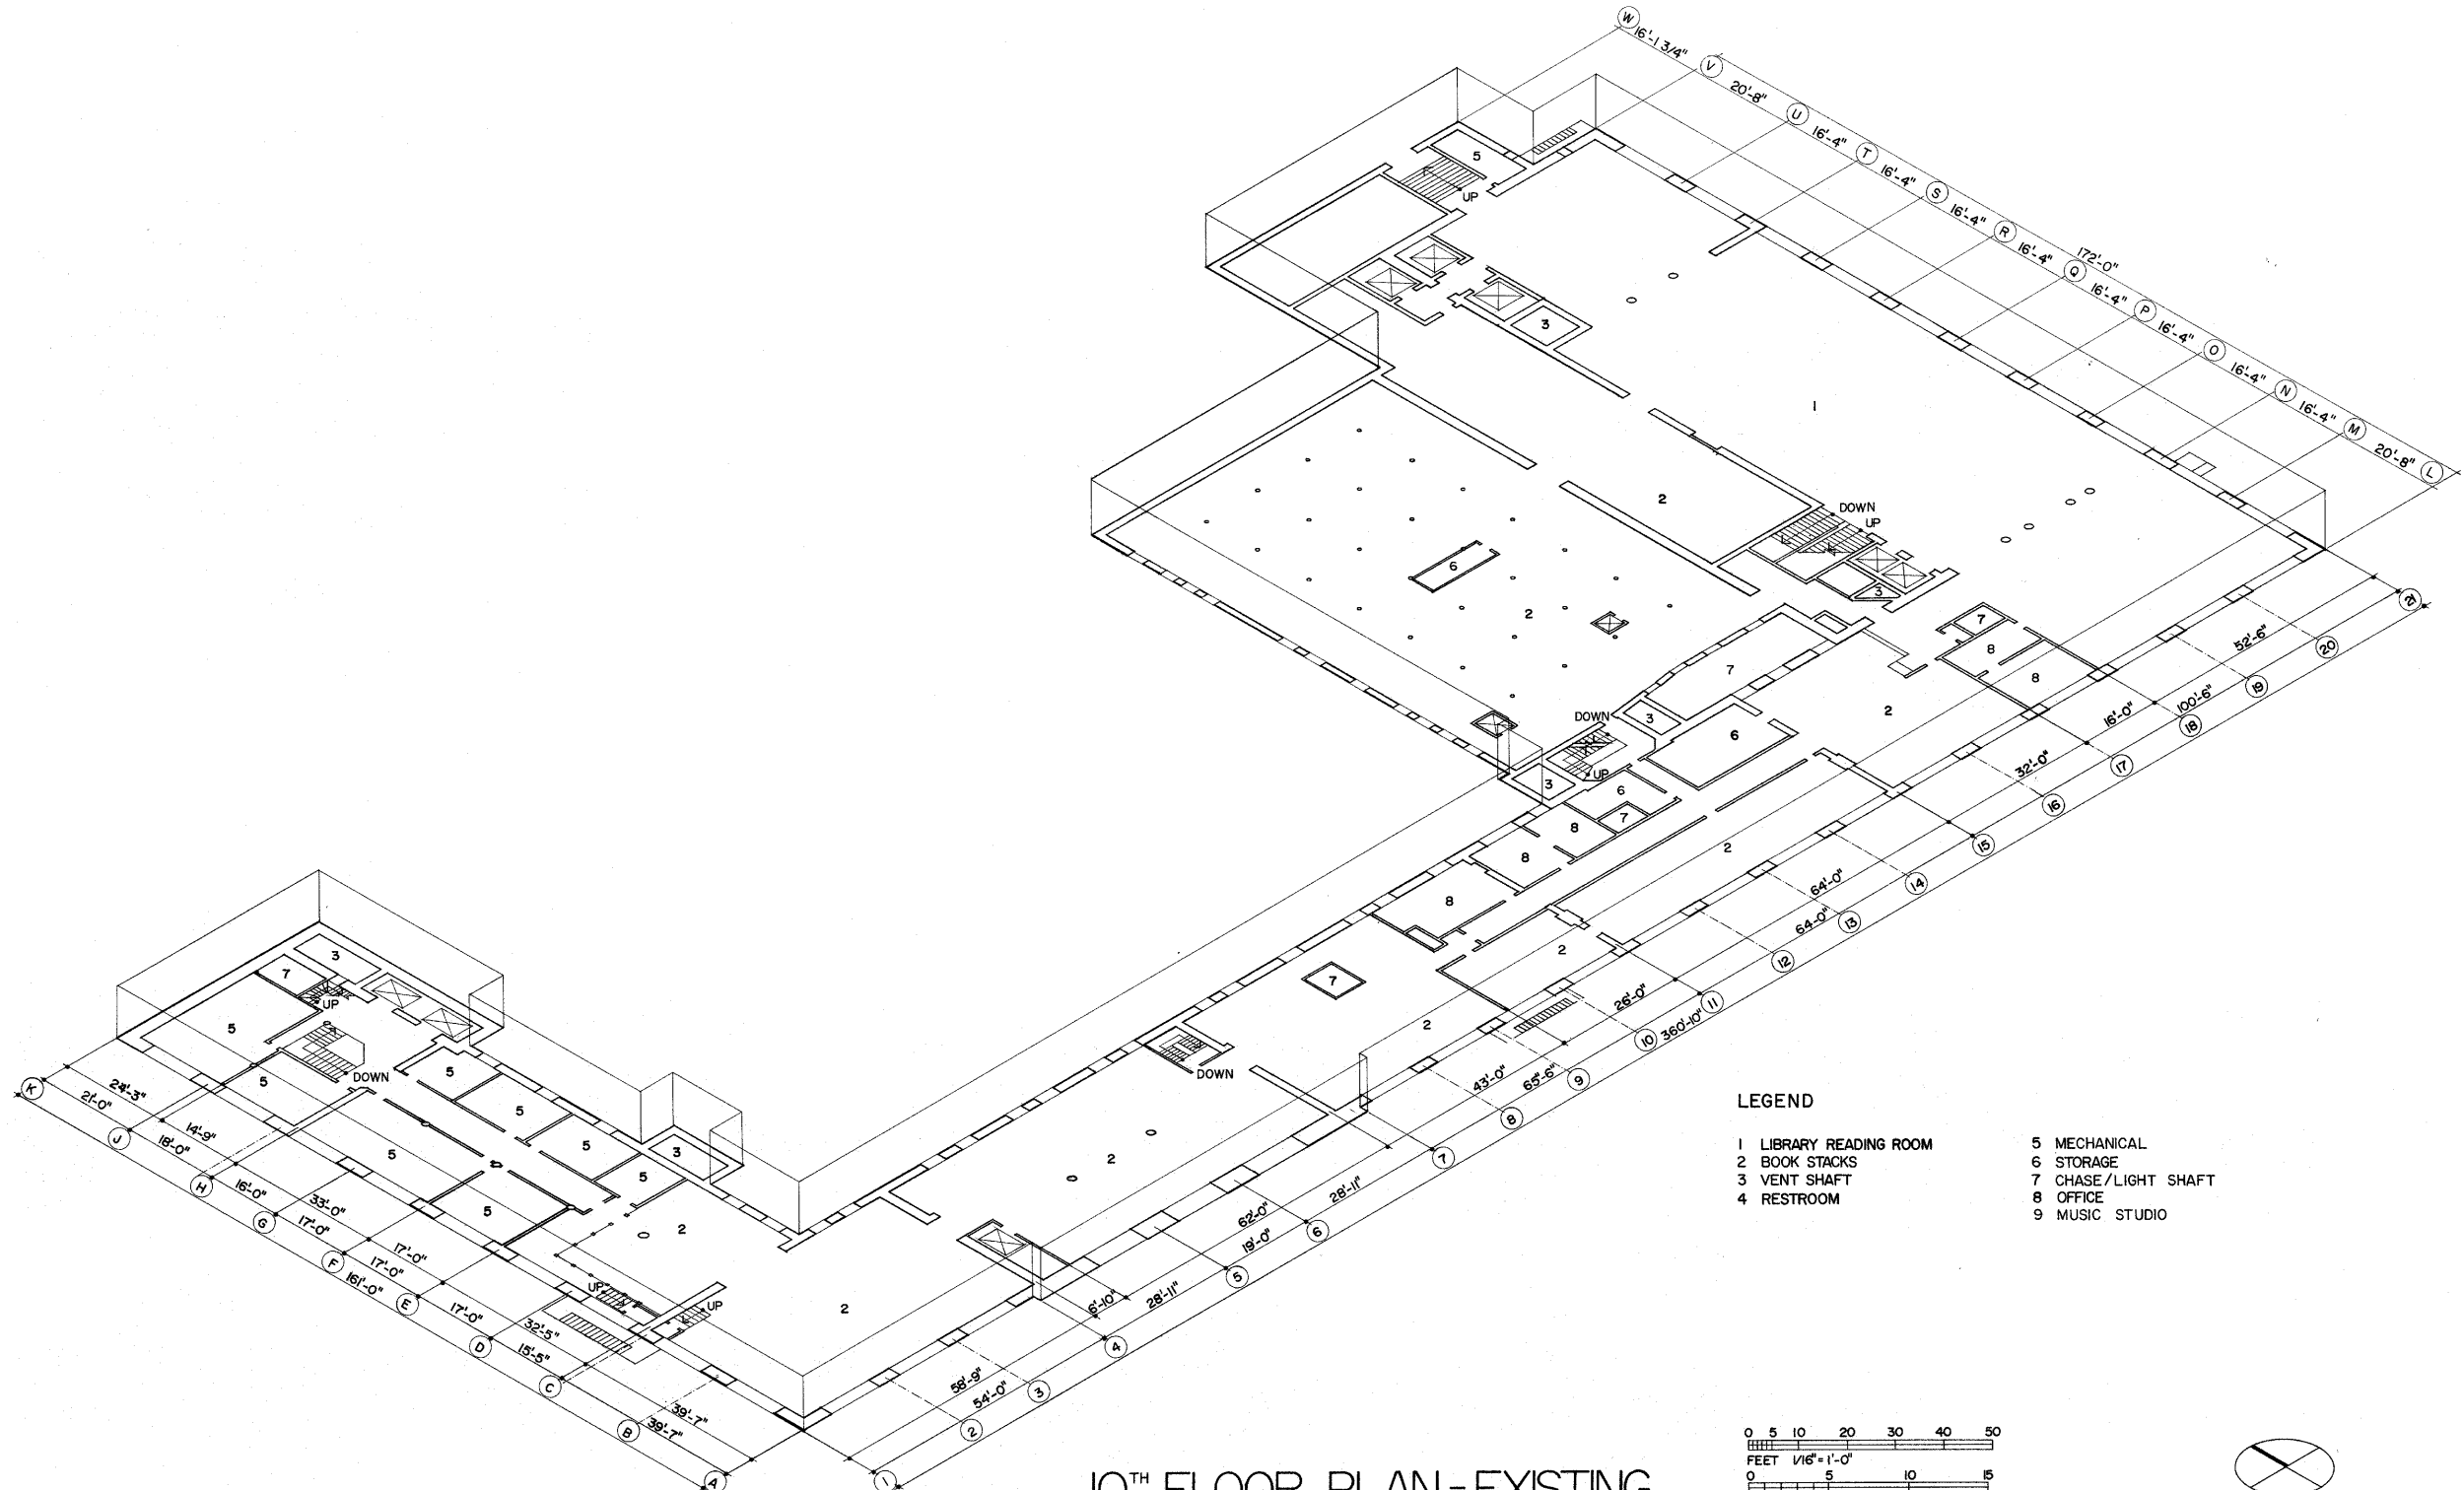 W
16'-1 3/4"
V
20'-8"
U
16'-4"
T
16'-4"
S
16'-4"
R
16'-4"
172'-0"
Q
16'-4"
P
16'-4"
O
16'-4"
N
16'-4"
M
20'-8"
L
5
UP
3
1
2
DOWN
UP
6
3
2
7
8
7
8
3
2
DOWN
6
UP
3
6
7
8
2
8
8
2
7
2
DOWN
2
3
7
UP
5
5
DOWN
5
5
5
5
3
5
5
2
2
UP
UP
21
52'-6"
20
19
100'-6"
16'-0"
18
17
32'-0"
16
15
64'-0"
14
64'-0"
13
12
26'-0"
11
360'-10"
10
43'-0"
65'-6"
9
8
7
28'-11"
62'-0"
6
19'-0"
5
6'-10"
28'-11"
4
58'-9"
54'-0"
3
2
1
K
24'-3"
21'-0"
J
14'-9"
18'-0"
H
16'-0"
33'-0"
G
17'-0"
F
17'-0"
17'-0"
161'-0"
E
17'-0"
32'-5"
D
15'-5"
C
39'-7"
B
39'-7"
A
LEGEND
1 LIBRARY READING ROOM
2 BOOK STACKS
3 VENT SHAFT
4 RESTROOM
5 MECHANICAL
6 STORAGE
7 CHASE/LIGHT SHAFT
8 OFFICE
9 MUSIC STUDIO
0 5 10 20 30 40 50
FEET 1/16"=1'-0"
0 5 10 15
10TH FLOOR PLAN-EXISTING